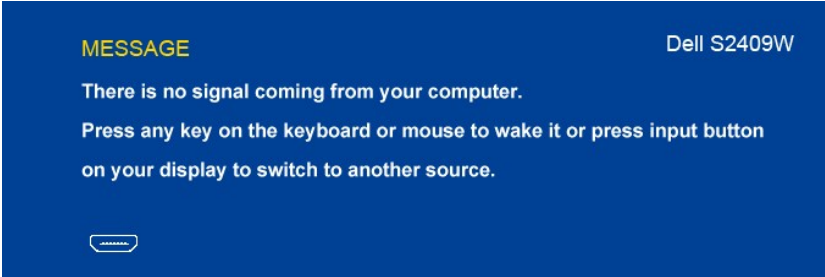 MESSAGE
Dell S2409W
There is no signal coming from your computer.
Press any key on the keyboard or mouse to wake it or press input button
on your display to switch to another source.